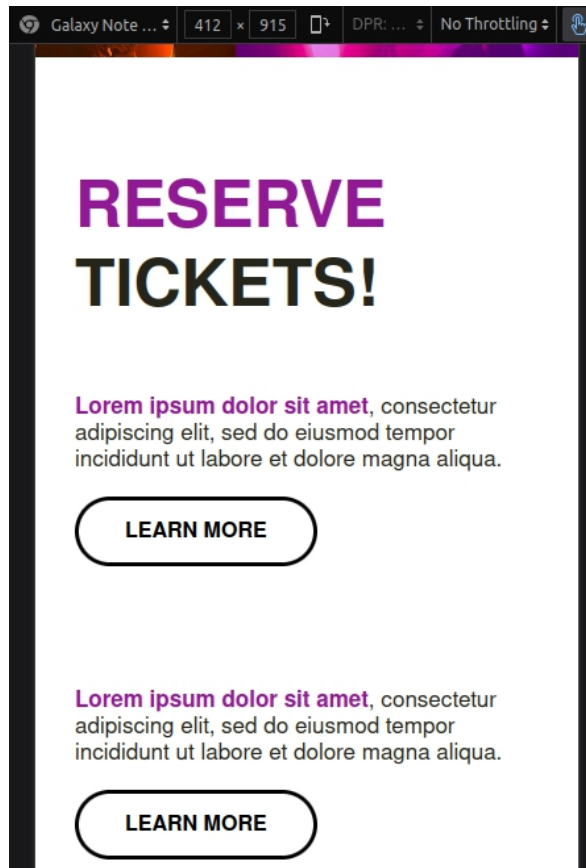 Galaxy Note ... 412 × 915 DPR: ... No Throttling
RESERVE
TICKETS!
Lorem ipsum dolor sit amet, consectetur
adipiscing elit, sed do eiusmod tempor
incididunt ut labore et dolore magna aliqua.
LEARN MORE
Lorem ipsum dolor sit amet, consectetur
adipiscing elit, sed do eiusmod tempor
incididunt ut labore et dolore magna aliqua.
LEARN MORE